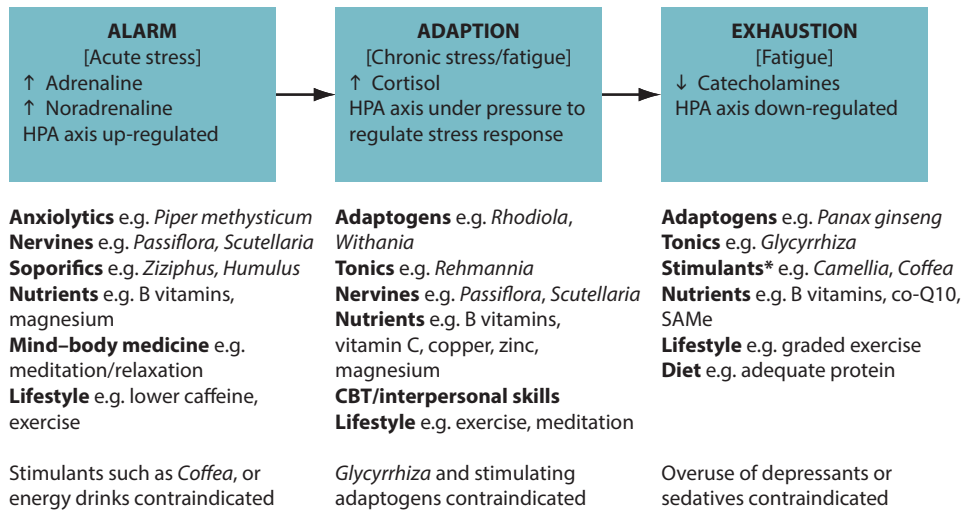 ALARM
[Acute stress]
↑ Adrenaline
↑ Noradrenaline
HPA axis up-regulated
ADAPTION
[Chronic stress/fatigue]
↑ Cortisol
HPA axis under pressure to
regulate stress response
EXHAUSTION
[Fatigue]
↓ Catecholamines
HPA axis down-regulated
Anxiolytics e.g. Piper methysticum
Nervines e.g. Passiflora, Scutellaria
Soporifics e.g. Ziziphus, Humulus
Nutrients e.g. B vitamins,
magnesium
Mind–body medicine e.g.
meditation/relaxation
Lifestyle e.g. lower caffeine,
exercise
Stimulants such as Coffea, or
energy drinks contraindicated
Adaptogens e.g. Rhodiola,
Withania
Tonics e.g. Rehmannia
Nervines e.g. Passiflora, Scutellaria
Nutrients e.g. B vitamins,
vitamin C, copper, zinc,
magnesium
CBT/interpersonal skills
Lifestyle e.g. exercise, meditation
Glycyrrhiza and stimulating
adaptogens contraindicated
Adaptogens e.g. Panax ginseng
Tonics e.g. Glycyrrhiza
Stimulants* e.g. Camellia, Coffea
Nutrients e.g. B vitamins, co-Q10,
SAMe
Lifestyle e.g. graded exercise
Diet e.g. adequate protein
Overuse of depressants or
sedatives contraindicated